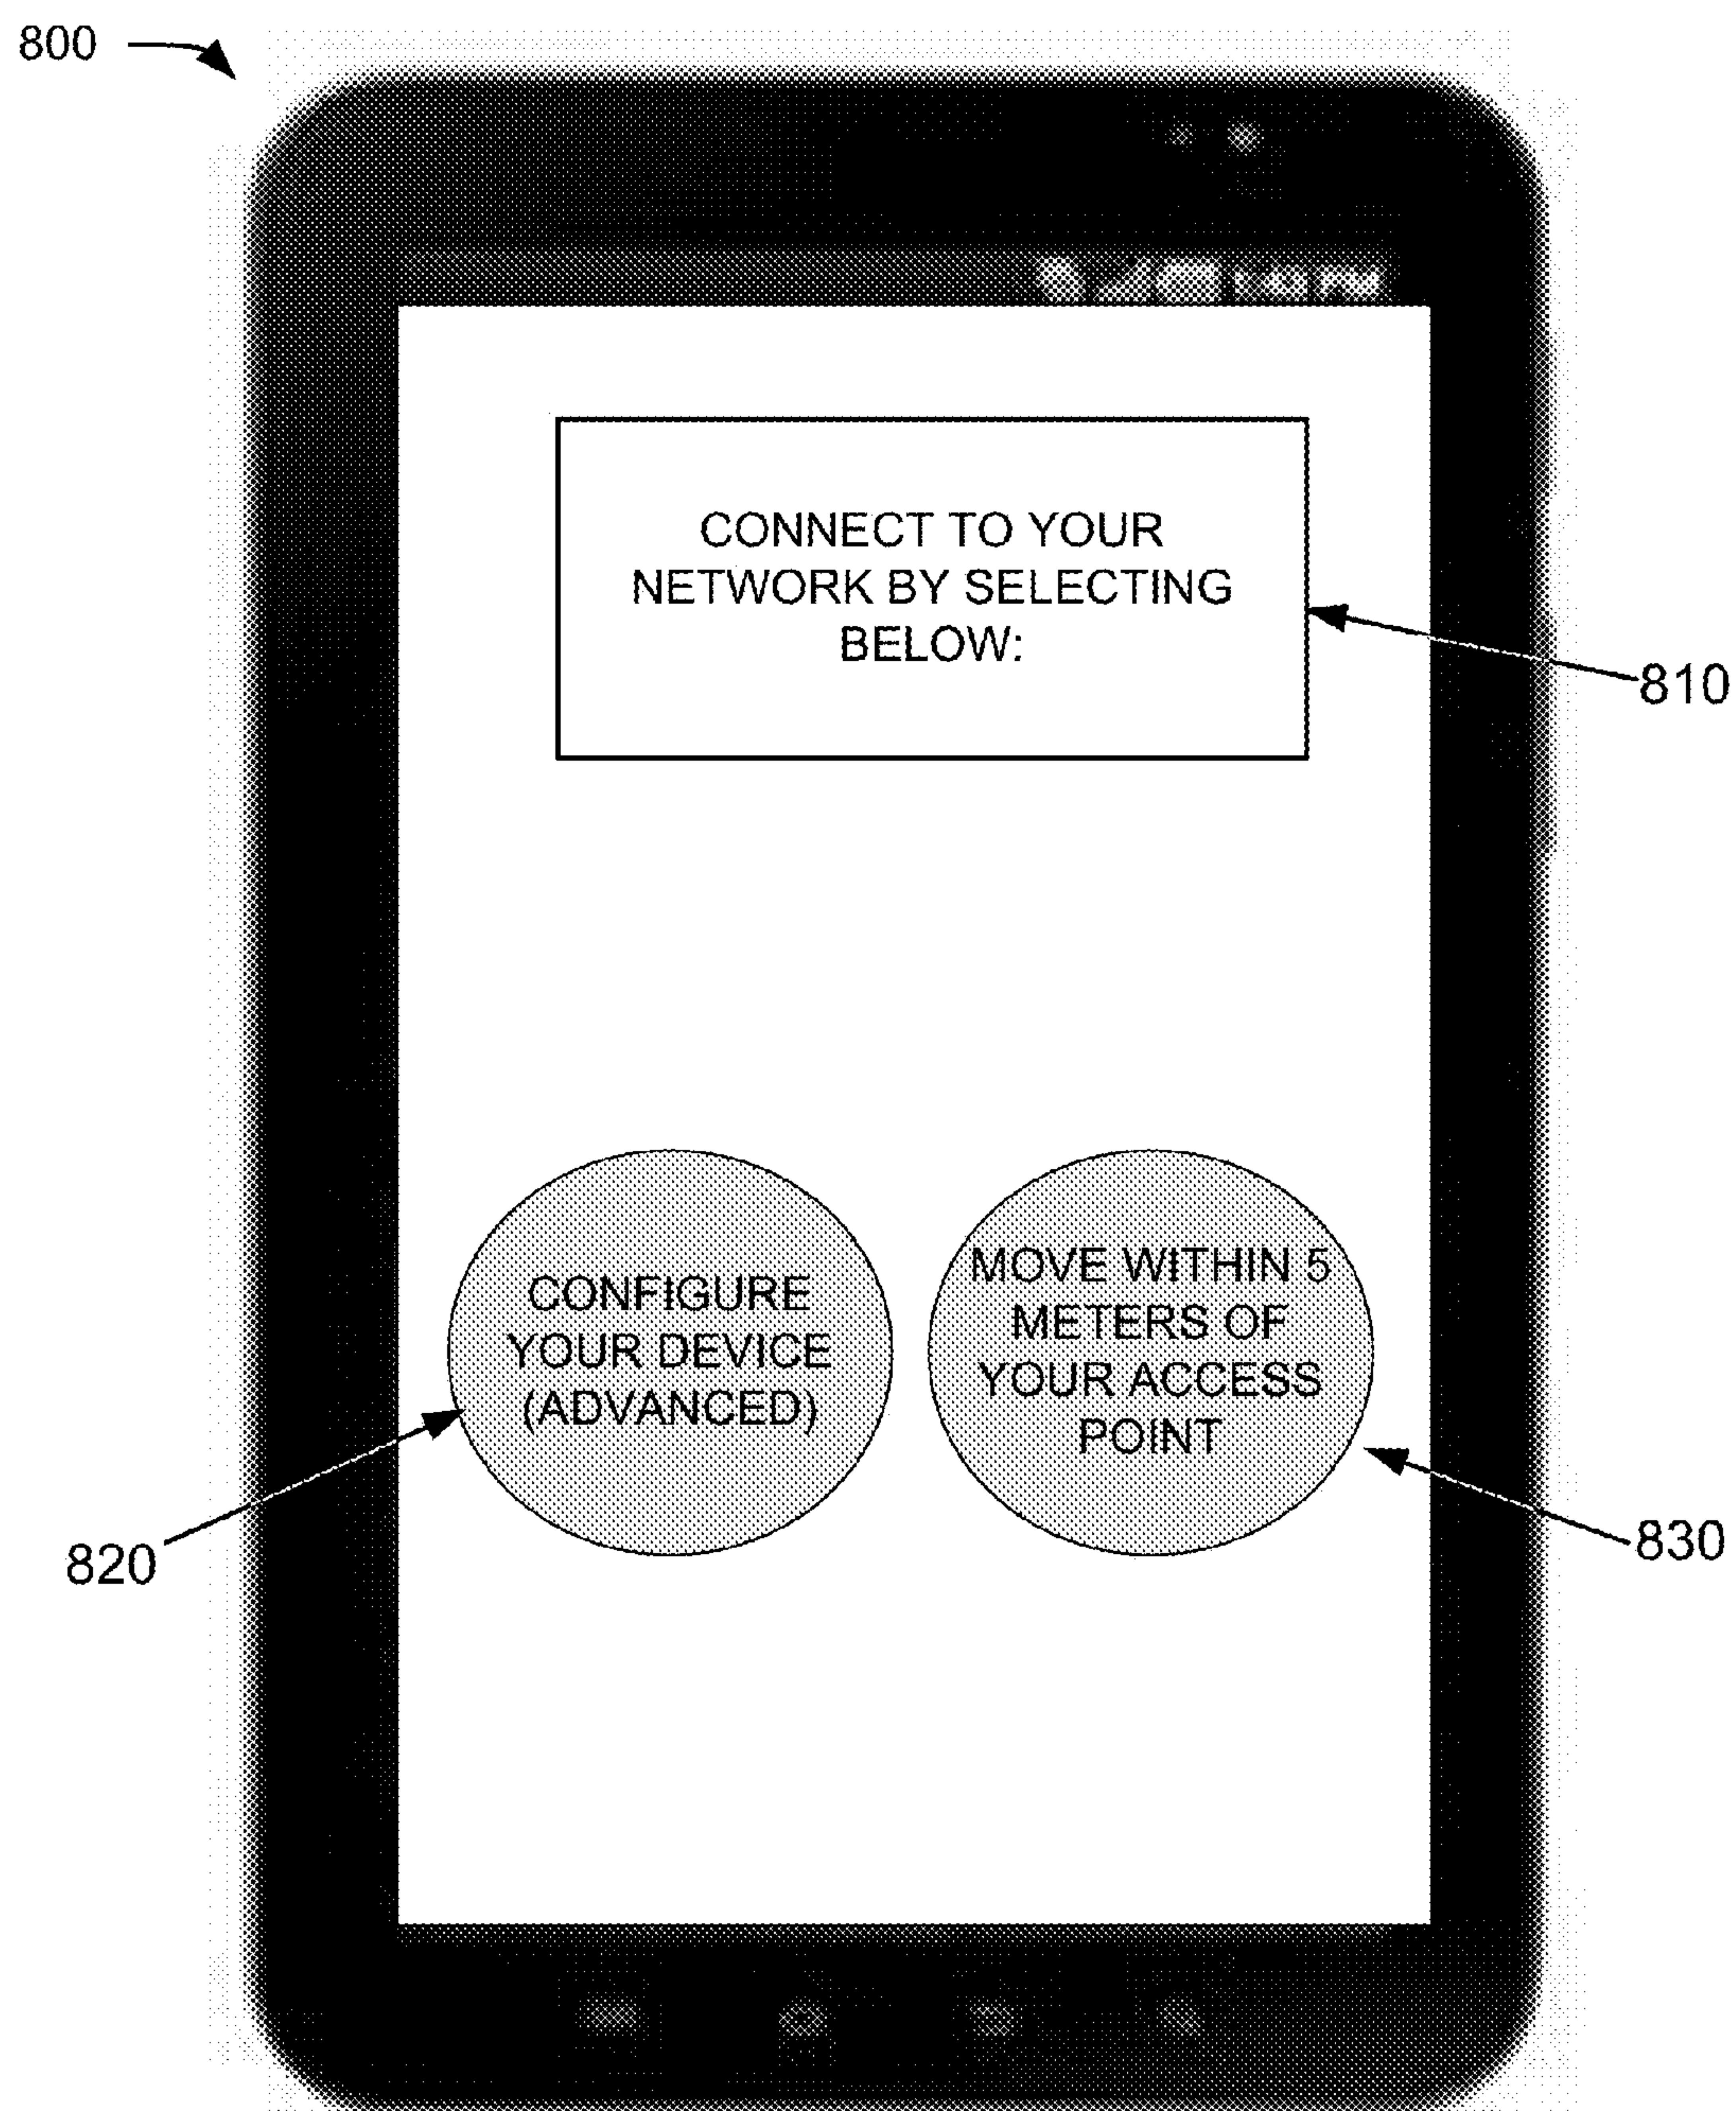 800
CONNECT TO YOUR
NETWORK BY SELECTING
BELOW:
810
CONFIGURE
YOUR DEVICE
(ADVANCED)
MOVE WITHIN 5
METERS OF
YOUR ACCESS
POINT
820
830